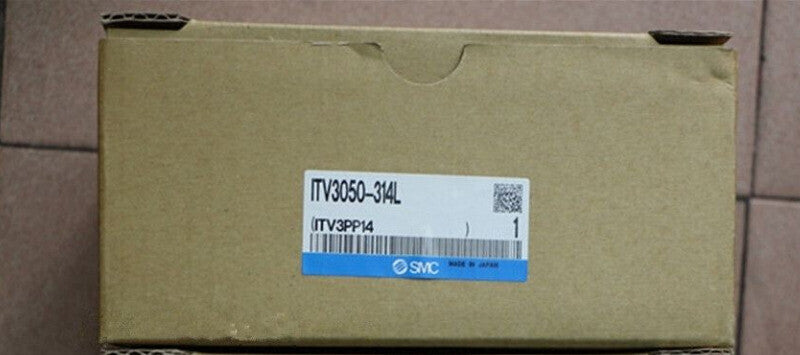 ITV3050-314L
(ITV3PP14 ) 1
SMC MADE IN JAPAN